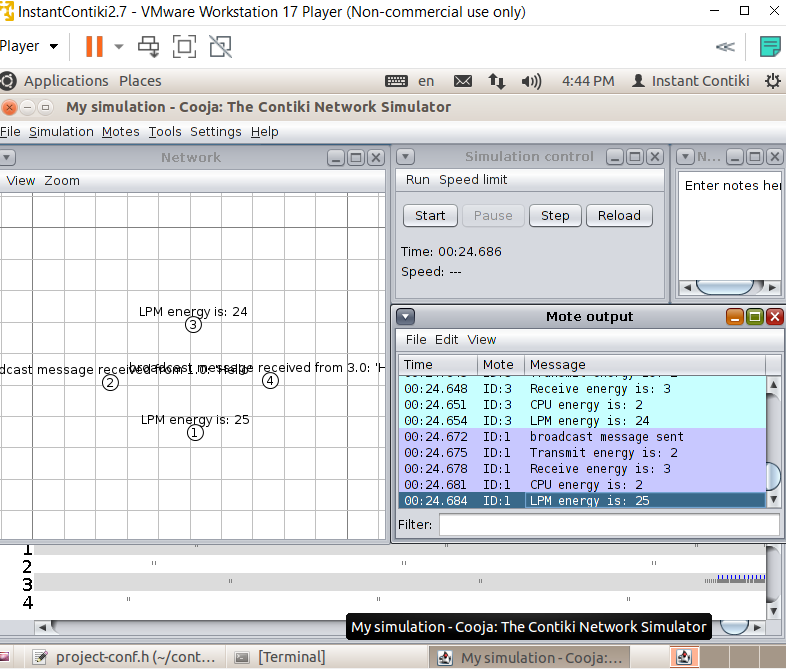 InstantContiki2.7 - VMware Workstation 17 Player (Non-commercial use only)
Player
Applications Places en 4:44 PM Instant Contiki
My simulation - Cooja: The Contiki Network Simulator
File Simulation Motes Tools Settings Help
Network
View Zoom
LPM energy is: 24
3
dcast message received from 1.0: 'Hello'
broadcast message received from 3.0: 'H
2
4
LPM energy is: 25
1
Simulation control
Run Speed limit
Start Pause Step Reload
Time: 00:24.686
Speed: ---
N...
Enter notes her
Mote output
File Edit View
Time Mote Message
00:24.648 ID:3 Receive energy is: 3
00:24.651 ID:3 CPU energy is: 2
00:24.654 ID:3 LPM energy is: 24
00:24.672 ID:1 broadcast message sent
00:24.675 ID:1 Transmit energy is: 2
00:24.678 ID:1 Receive energy is: 3
00:24.681 ID:1 CPU energy is: 2
00:24.684 ID:1 LPM energy is: 25
Filter:
1
2
3
4
My simulation - Cooja: The Contiki Network Simulator
project-conf.h (~/cont... [Terminal] My simulation - Cooja:...